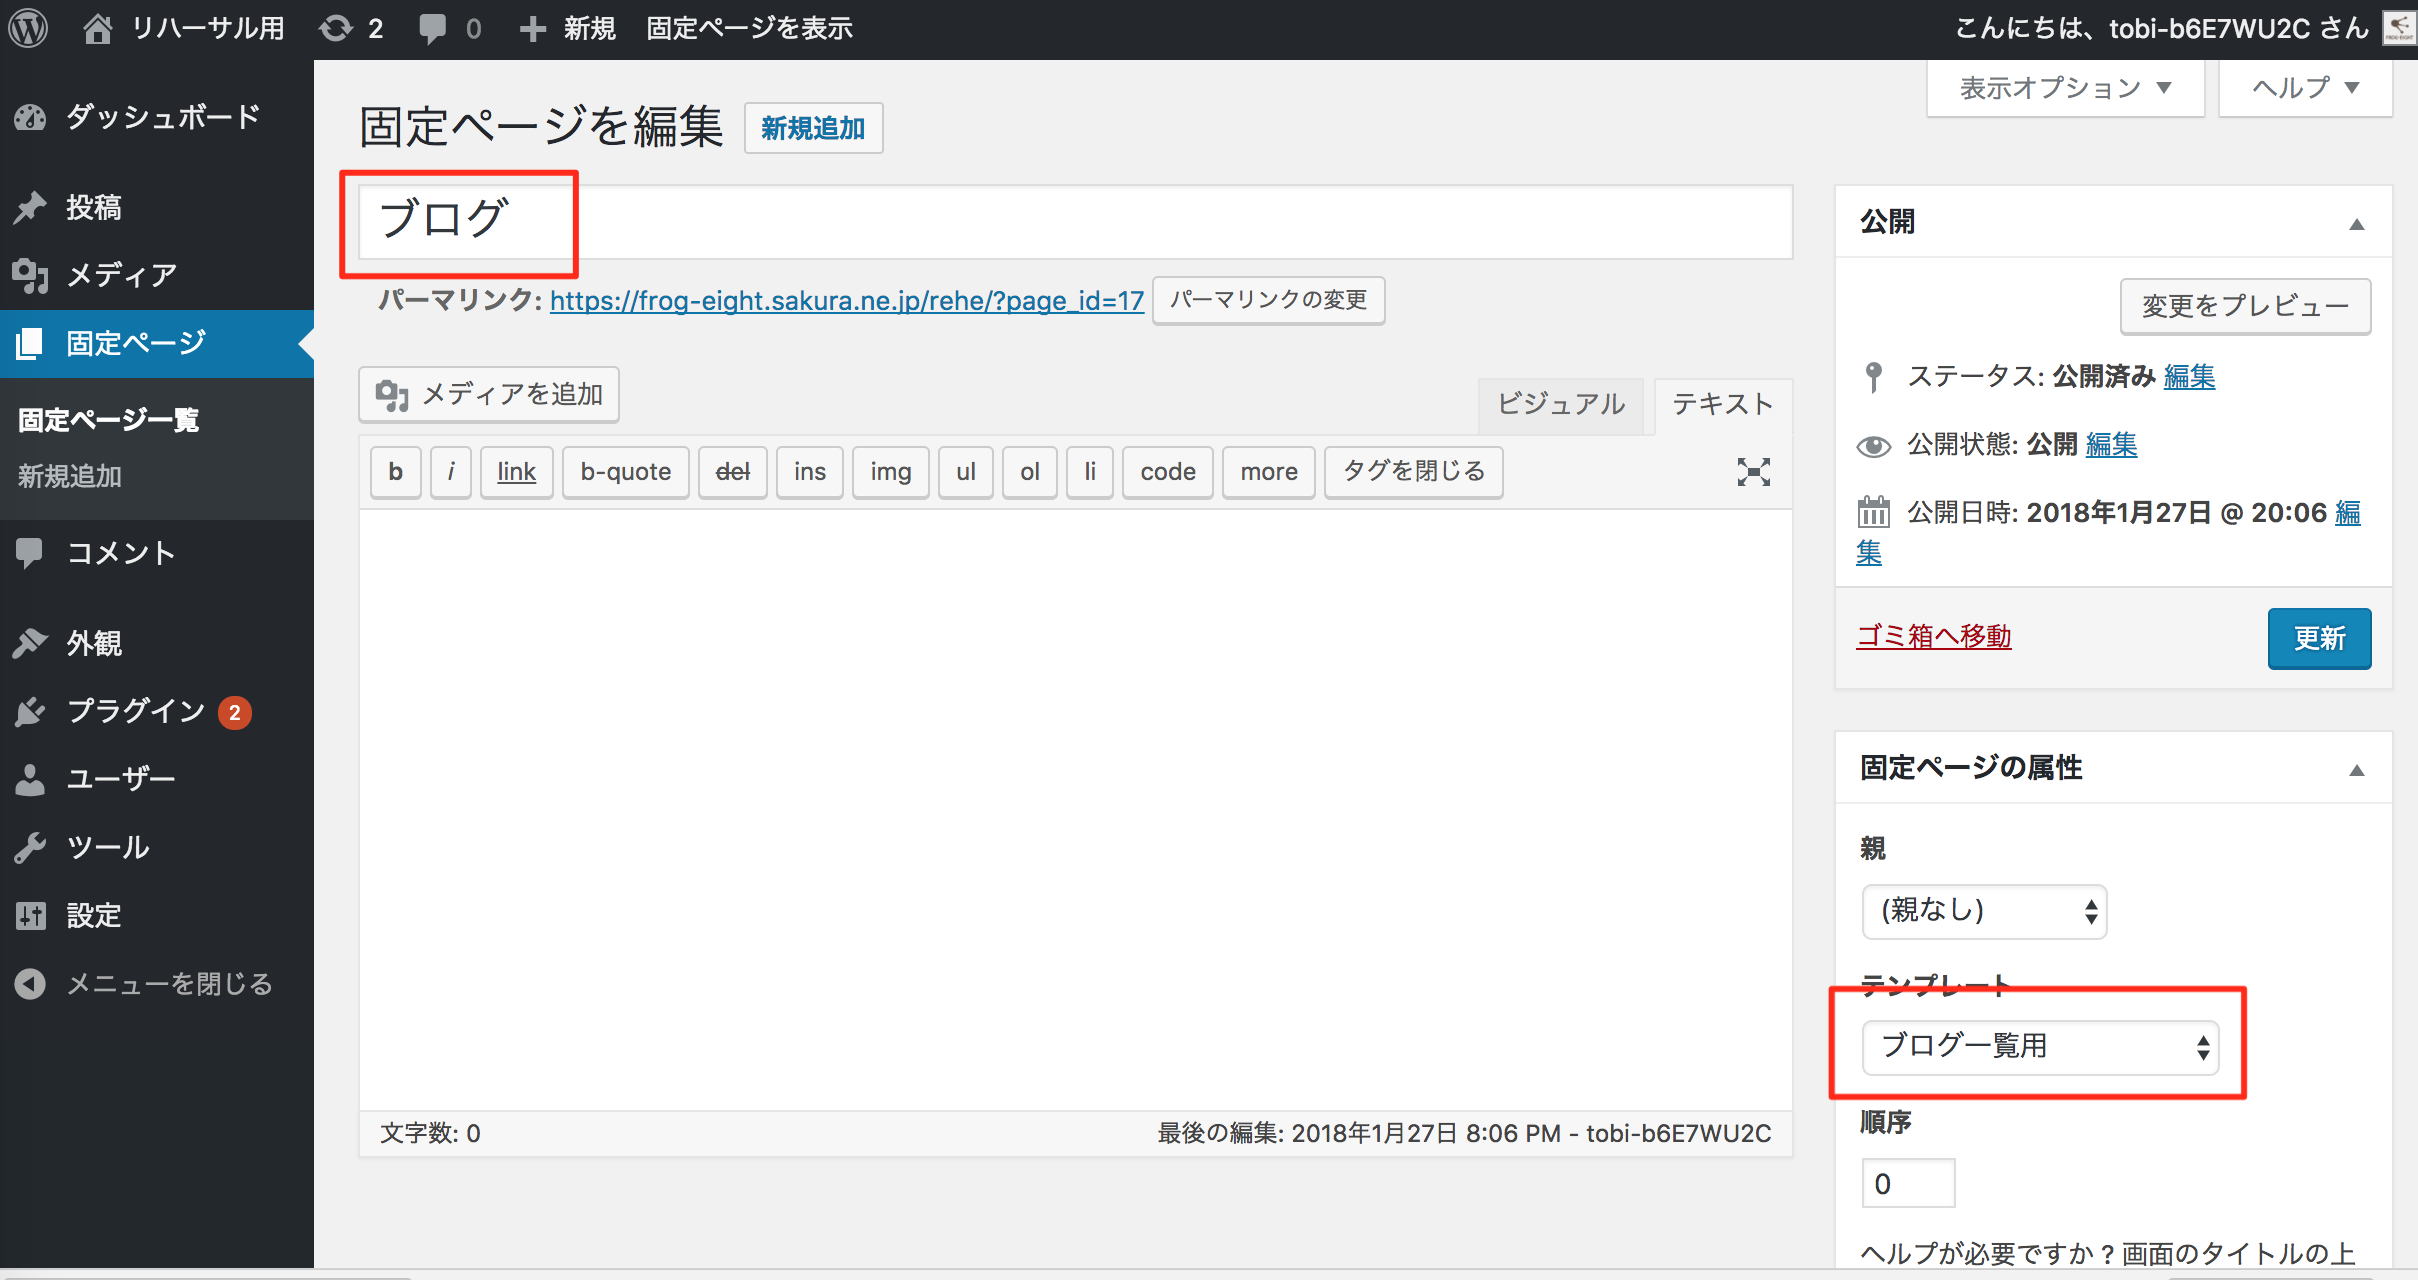 リハーサル用 2 0 新規 固定ページを表示 こんにちは、tobi-b6E7WU2C さん
表示オプション ▼ ヘルプ ▼
ダッシュボード
投稿
メディア
固定ページ
固定ページ一覧
新規追加
コメント
外観
プラグイン 2
ユーザー
ツール
設定
メニューを閉じる
固定ページを編集 新規追加
ブログ
パーマリンク: https://frog-eight.sakura.ne.jp/rehe/?page_id=17 パーマリンクの変更
メディアを追加 ビジュアル テキスト
b i link b-quote del ins img ul ol li code more タグを閉じる
文字数: 0 最後の編集: 2018年1月27日 8:06 PM - tobi-b6E7WU2C
公開
変更をプレビュー
ステータス: 公開済み 編集
公開状態: 公開 編集
公開日時: 2018年1月27日 @ 20:06 編
集
ゴミ箱へ移動 更新
固定ページの属性
親
(親なし)
テンプレート
ブログ一覧用
順序
0
ヘルプが必要ですか ? 画面のタイトルの上